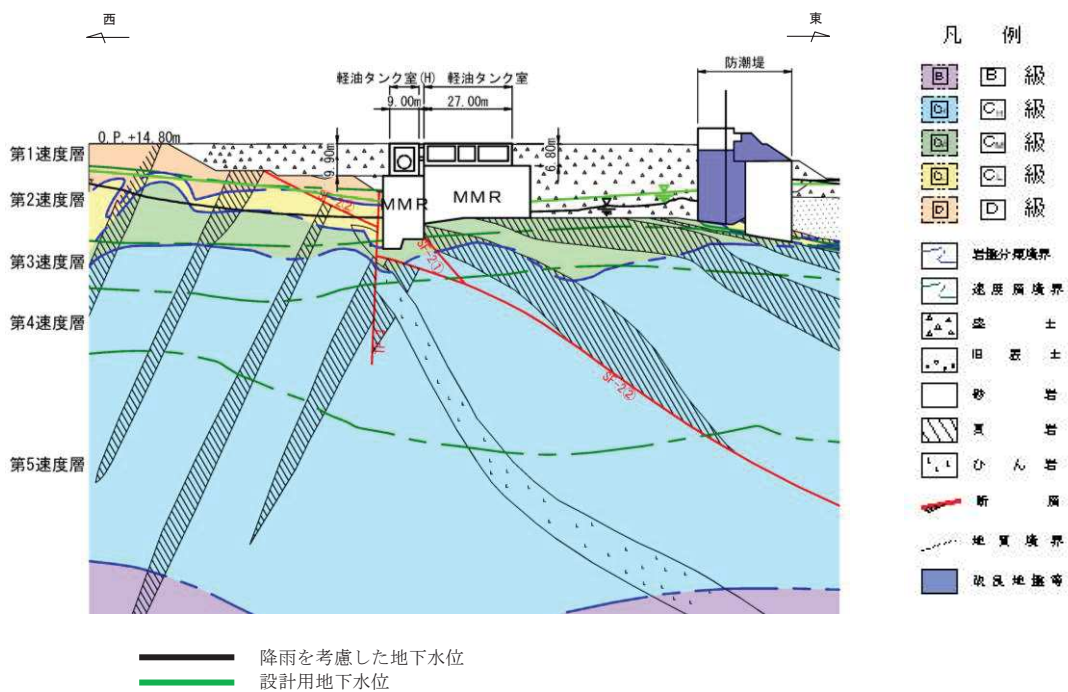 西
東
軽油タンク室(H) 軽油タンク室
9.00m 27.00m
防潮堤
O.P.+14.80m
9.90m
6.80m
MMR
MMR
SF-2①
SF-2②
第1速度層
第2速度層
第3速度層
第4速度層
第5速度層
凡 例
B B 級
CH 級
CM 級
CL 級
D D 級
岩盤分類境界
速度層境界
盛 土
旧 表 土
砂 岩
頁 岩
ひ ん 岩
断 層
地 質 境 界
改 良 地 盤 等
降雨を考慮した地下水位
設計用地下水位